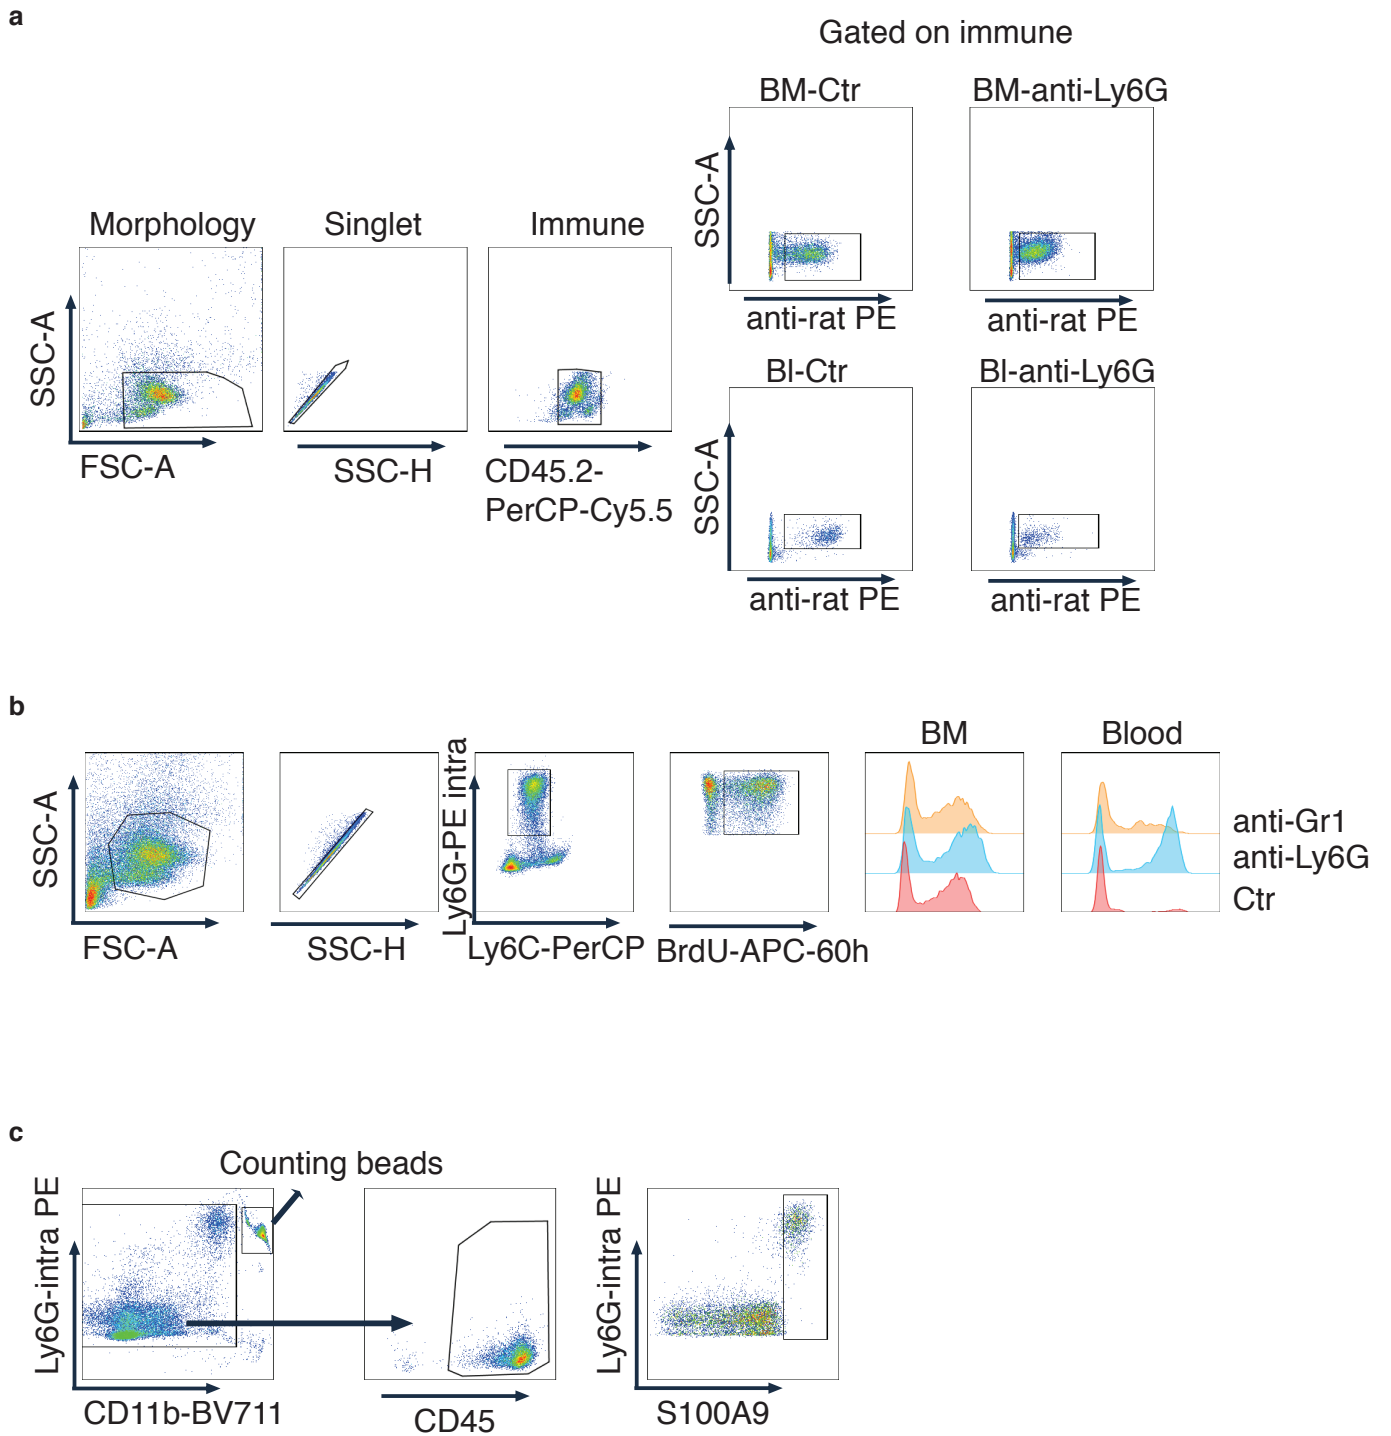 a
Gated on immune
BM-Ctr
BM-anti-Ly6G
SSC-A
anti-rat PE
anti-rat PE
Morphology
Singlet
Immune
SSC-A
FSC-A
SSC-H
CD45.2-
PerCP-Cy5.5
Bl-Ctr
Bl-anti-Ly6G
SSC-A
anti-rat PE
anti-rat PE
b
BM
Blood
SSC-A
FSC-A
SSC-H
Ly6G-PE intra
Ly6C-PerCP
BrdU-APC-60h
anti-Gr1
anti-Ly6G
Ctr
c
Counting beads
Ly6G-intra PE
CD11b-BV711
CD45
Ly6G-intra PE
S100A9